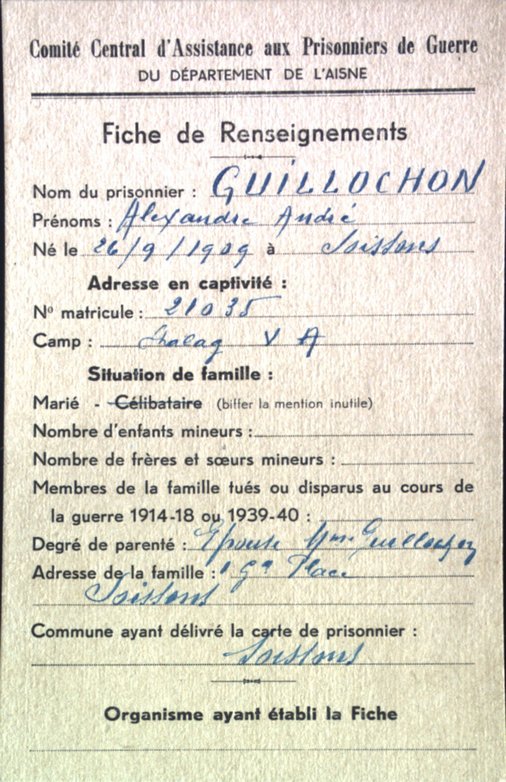 Comité Central d'Assistance aux Prisonniers de Guerre
DU DÉPARTEMENT DE L'AISNE
Fiche de Renseignements
Nom du prisonnier : GUILLOCHON
Prénoms : Alexandre André
Né le 26/9/1909 à Soissons
Adresse en captivité :
Nº matricule : 21035
Camp : Stalag V A
Situation de famille :
Marié - Célibataire (biffer la mention inutile)
Nombre d'enfants mineurs :
Nombre de frères et sœurs mineurs :
Membres de la famille tués ou disparus au cours de
la guerre 1914-18 ou 1939-40 :
Degré de parenté : Epouse Mme Guillochon
Adresse de la famille : Place
Soissons
Commune ayant délivré la carte de prisonnier :
Soissons
Organisme ayant établi la Fiche